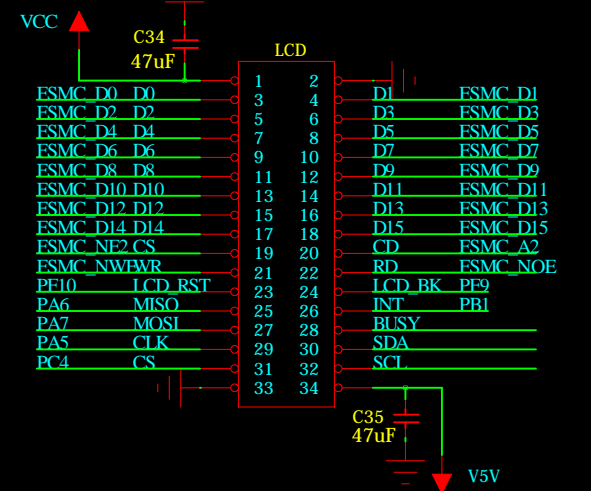 VCC
C34
47uF
LCD
1 2
FSMC_D0 D0 3 4 D1 FSMC_D1
FSMC_D2 D2 5 6 D3 FSMC_D3
FSMC_D4 D4 7 8 D5 FSMC_D5
FSMC_D6 D6 9 10 D7 FSMC_D7
FSMC_D8 D8 11 12 D9 FSMC_D9
FSMC_D10 D10 13 14 D11 FSMC_D11
FSMC_D12 D12 15 16 D13 FSMC_D13
FSMC_D14 D14 17 18 D15 FSMC_D15
FSMC_NE2 CS 19 20 CD FSMC_A2
FSMC_NWE WR 21 22 RD FSMC_NOE
PF10 LCD_RST 23 24 LCD_BK PF9
PA6 MISO 25 26 INT PB1
PA7 MOSI 27 28 BUSY
PA5 CLK 29 30 SDA
PC4 CS 31 32 SCL
33 34
C35
47uF
V5V